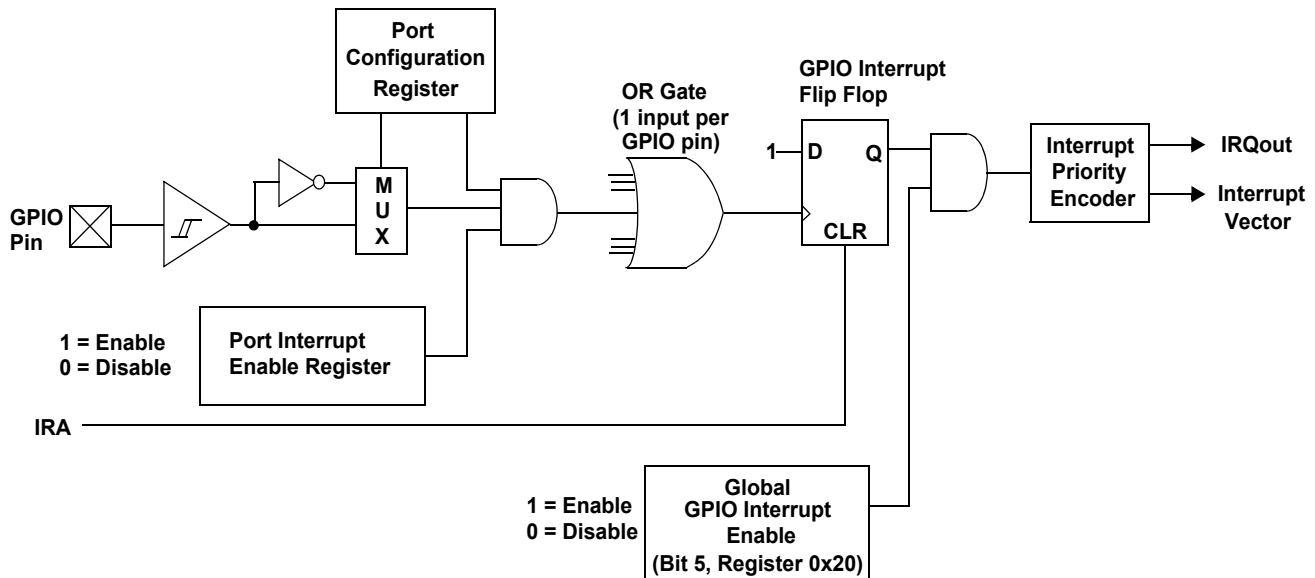 Port
Configuration
Register
GPIO Interrupt
Flip Flop
OR Gate
(1 input per
GPIO pin)
1
D
Q
CLR
Interrupt
Priority
Encoder
IRQout
Interrupt
Vector
M
U
X
GPIO
Pin
1 = Enable
0 = Disable
Port Interrupt
Enable Register
IRA
1 = Enable
0 = Disable
Global
GPIO Interrupt
Enable
(Bit 5, Register 0x20)